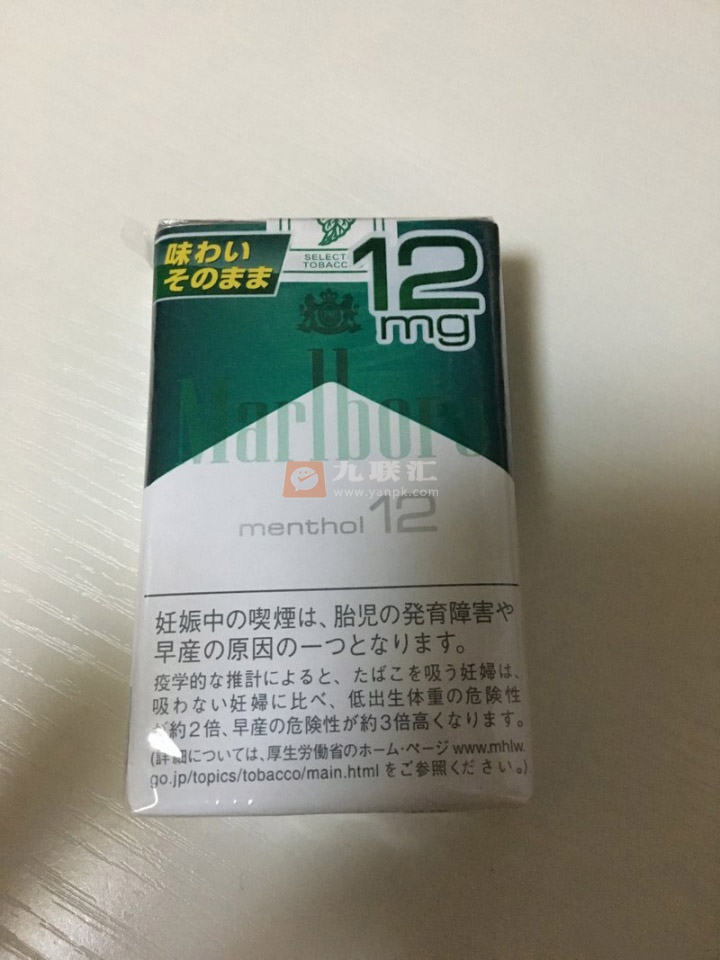 味わい
そのまま
SELECT
TOBACC
12
mg
Marlboro
九联汇
www.yanpk.com
menthol 12
妊娠中の喫煙は、胎児の発育障害や
早産の原因の一つとなります。
疫学的な推計によると、たばこを吸う妊婦は、
吸わない妊婦に比べ、低出生体重の危険性
が約2倍、早産の危険性が約3倍高くなります。
(詳細については、厚生労働省のホーム・ページ www.mhlw.
go.jp/topics/tobacco/main.html をご参照ください。)